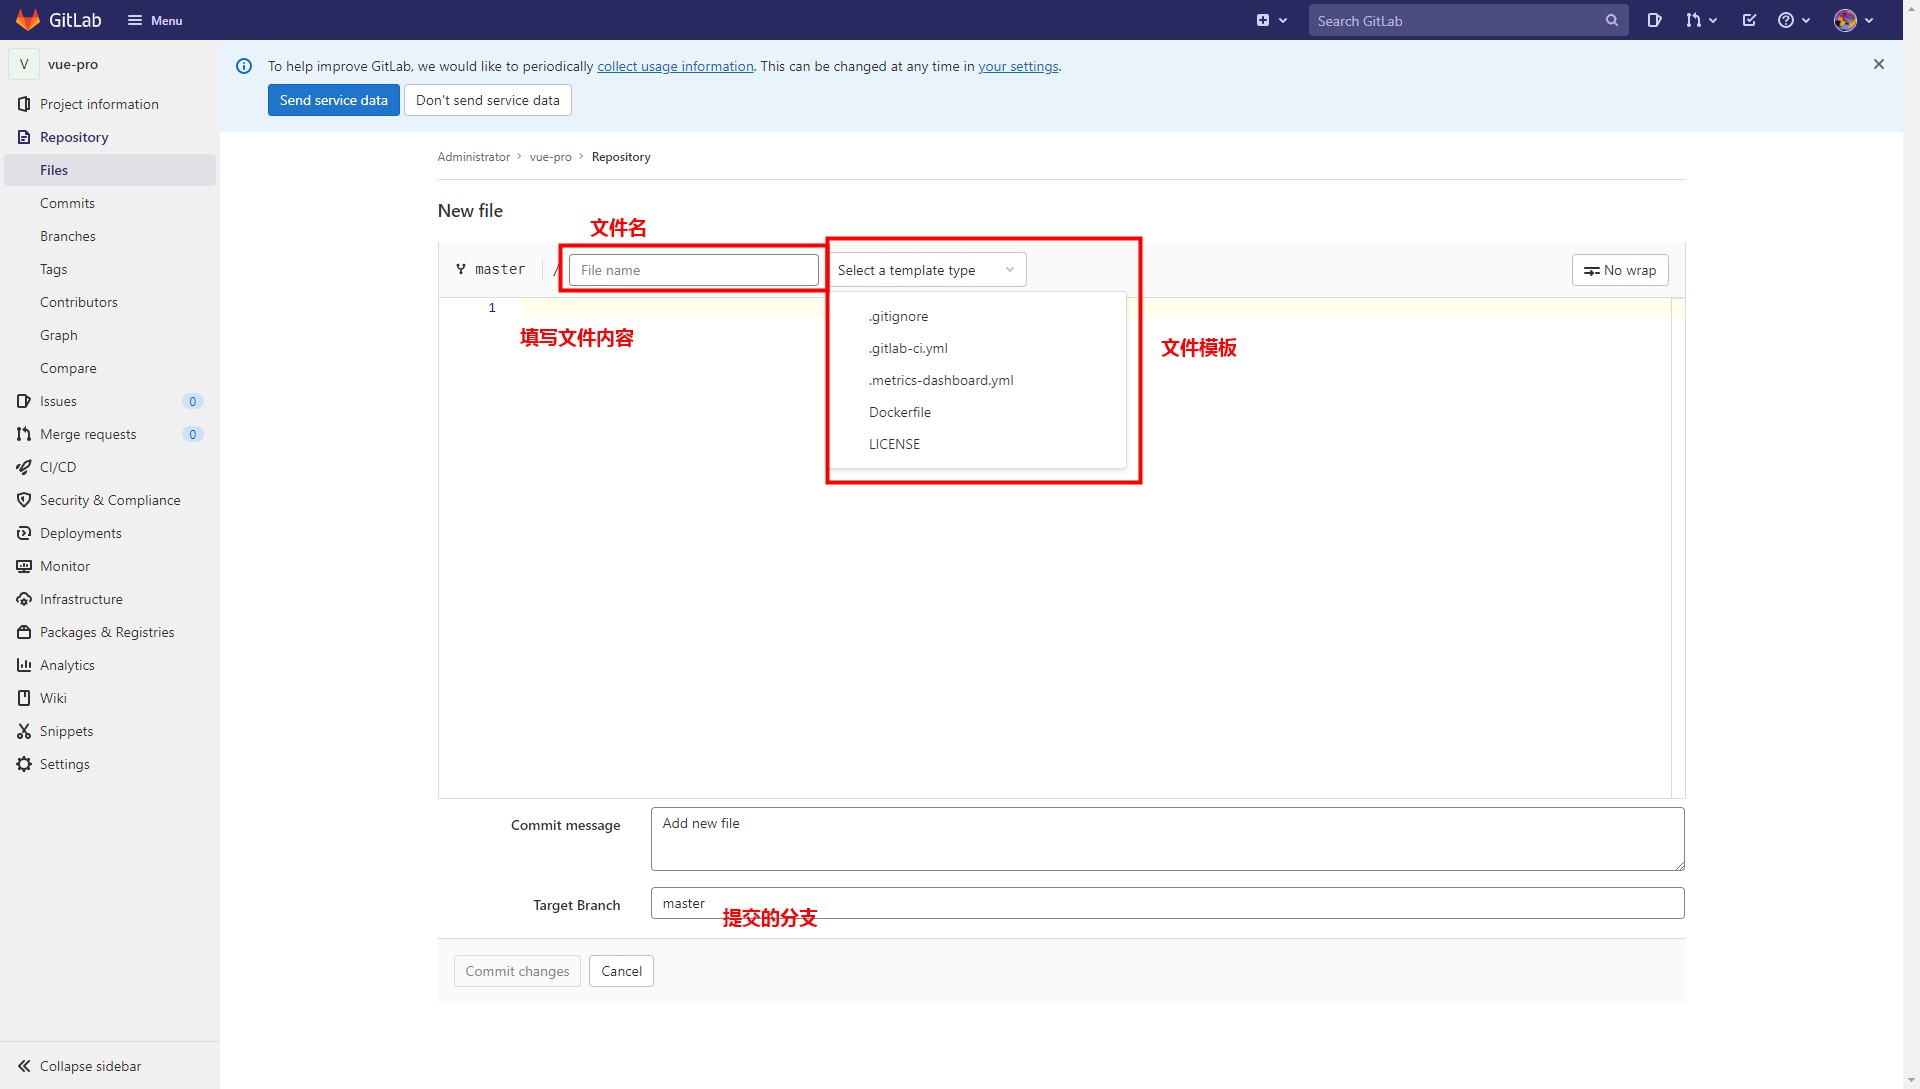 GitLab
Menu
Search GitLab
V
vue-pro
Project information
Repository
Files
Commits
Branches
Tags
Contributors
Graph
Compare
Issues 0
Merge requests 0
CI/CD
Security & Compliance
Deployments
Monitor
Infrastructure
Packages & Registries
Analytics
Wiki
Snippets
Settings
Collapse sidebar
To help improve GitLab, we would like to periodically collect usage information. This can be changed at any time in your settings.
Send service data
Don't send service data
Administrator > vue-pro > Repository
New file
文件名
master / File name
Select a template type
No wrap
1
填写文件内容
.gitignore
.gitlab-ci.yml
.metrics-dashboard.yml
Dockerfile
LICENSE
文件模板
Commit message
Add new file
Target Branch
master
提交的分支
Commit changes
Cancel